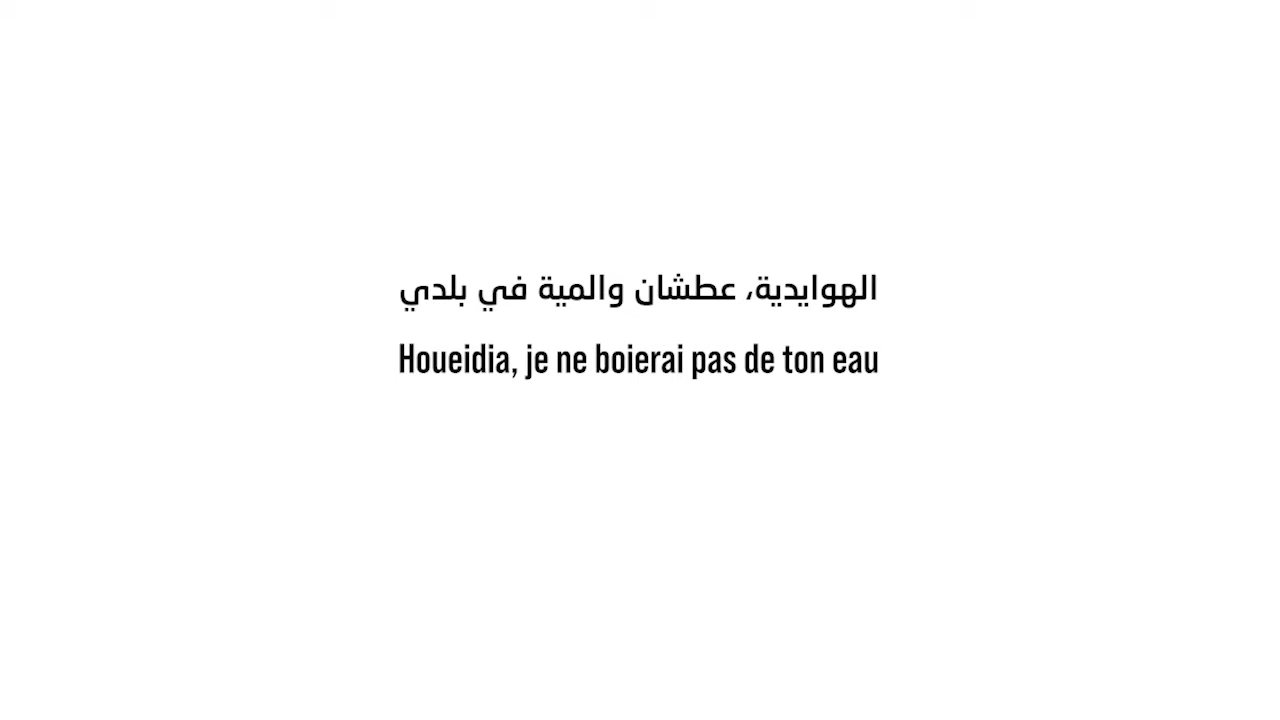 الهوايدية، عطشان والمية في بلدي
Houeidia, je ne boierai pas de ton eau